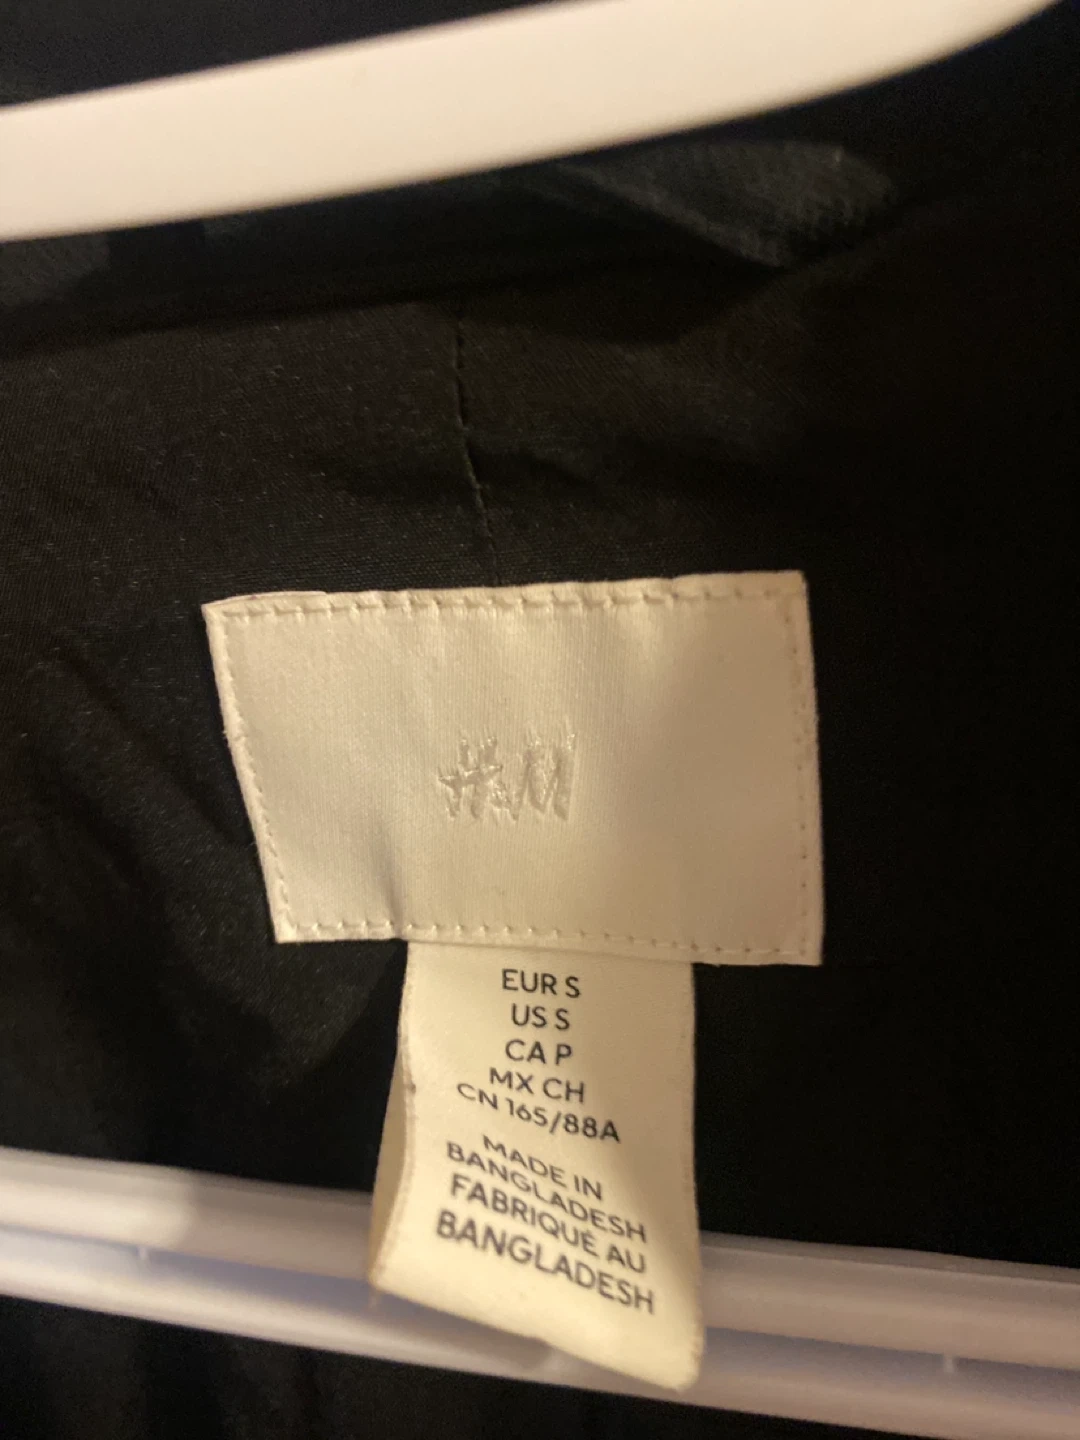 H&M
EUR S
US S
CA P
MX CH
CN 165/88A
MADE IN
BANGLADESH
FABRIQUÉ AU
BANGLADESH